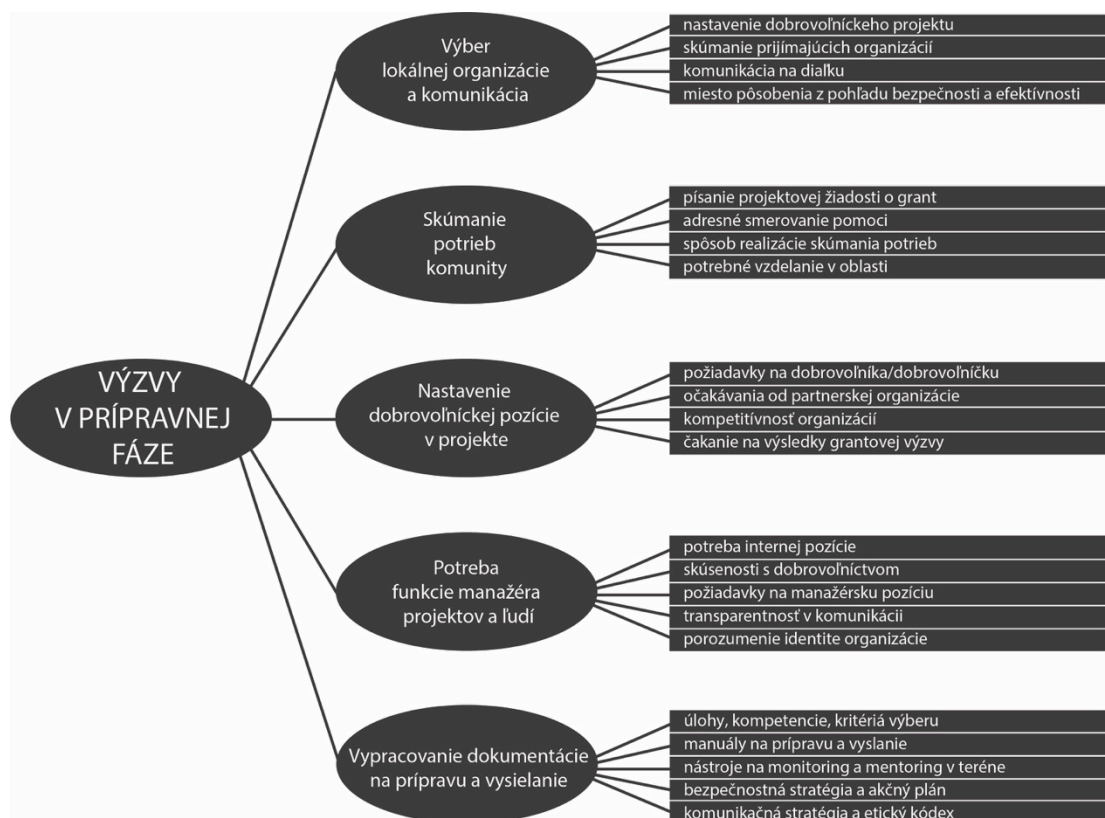 VÝZVY
V PRÍPRAVNEJ
FÁZE
Výber
lokálnej organizácie
a komunikácia
nastavenie dobrovoľníckeho projektu
skúmanie prijímajúcich organizácií
komunikácia na diaľku
miesto pôsobenia z pohľadu bezpečnosti a efektívnosti
Skúmanie
potrieb
komunity
písanie projektovej žiadosti o grant
adresné smerovanie pomoci
spôsob realizácie skúmania potrieb
potrebné vzdelanie v oblasti
Nastavenie
dobrovoľníckej pozície
v projekte
požiadavky na dobrovoľníka/dobrovoľníčku
očakávania od partnerskej organizácie
kompetitívnosť organizácií
čakanie na výsledky grantovej výzvy
Potreba
funkcie manažéra
projektov a ľudí
potreba internej pozície
skúsenosti s dobrovoľníctvom
požiadavky na manažérsku pozíciu
transparentnosť v komunikácii
porozumenie identite organizácie
Vypracovanie dokumentácie
na prípravu a vysielanie
úlohy, kompetencie, kritériá výberu
manuály na prípravu a vyslanie
nástroje na monitoring a mentoring v teréne
bezpečnostná stratégia a akčný plán
komunikačná stratégia a etický kódex